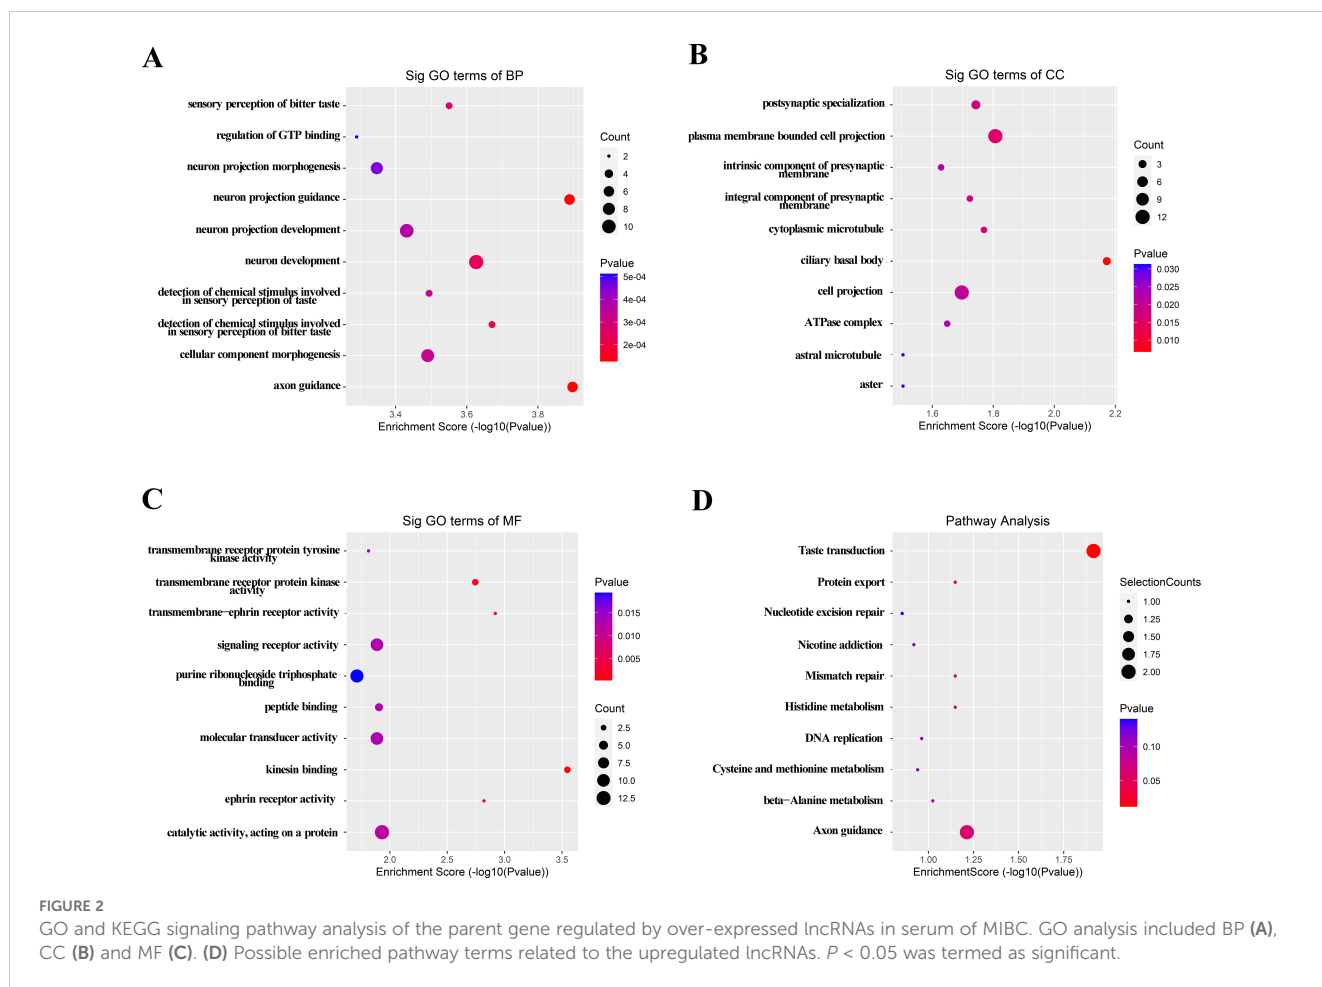 A
Sig GO terms of BP
sensory perception of bitter taste
regulation of GTP binding
neuron projection morphogenesis
neuron projection guidance
neuron projection development
neuron development
detection of chemical stimulus involved
in sensory perception of taste
detection of chemical stimulus involved
in sensory perception of bitter taste
cellular component morphogenesis
axon guidance
3.4 3.6 3.8
Enrichment Score (-log10(Pvalue))
Count
2
4
6
8
10
Pvalue
5e-04
4e-04
3e-04
2e-04
B
Sig GO terms of CC
postsynaptic specialization
plasma membrane bounded cell projection
intrinsic component of presynaptic
membrane
integral component of presynaptic
membrane
cytoplasmic microtubule
ciliary basal body
cell projection
ATPase complex
astral microtubule
aster
1.6 1.8 2.0 2.2
Enrichment Score (-log10(Pvalue))
Count
3
6
9
12
Pvalue
0.030
0.025
0.020
0.015
0.010
C
Sig GO terms of MF
transmembrane receptor protein tyrosine
kinase activity
transmembrane receptor protein kinase
activity
transmembrane−ephrin receptor activity
signaling receptor activity
purine ribonucleoside triphosphate
binding
peptide binding
molecular transducer activity
kinesin binding
ephrin receptor activity
catalytic activity, acting on a protein
2.0 2.5 3.0 3.5
Enrichment Score (-log10(Pvalue))
Pvalue
0.015
0.010
0.005
Count
2.5
5.0
7.5
10.0
12.5
D
Pathway Analysis
Taste transduction
Protein export
Nucleotide excision repair
Nicotine addiction
Mismatch repair
Histidine metabolism
DNA replication
Cysteine and methionine metabolism
beta−Alanine metabolism
Axon guidance
1.00 1.25 1.50 1.75
EnrichmentScore (-log10(Pvalue))
SelectionCounts
1.00
1.25
1.50
1.75
2.00
Pvalue
0.10
0.05
FIGURE 2
GO and KEGG signaling pathway analysis of the parent gene regulated by over-expressed lncRNAs in serum of MIBC. GO analysis included BP (A),
CC (B) and MF (C). (D) Possible enriched pathway terms related to the upregulated lncRNAs. P < 0.05 was termed as significant.